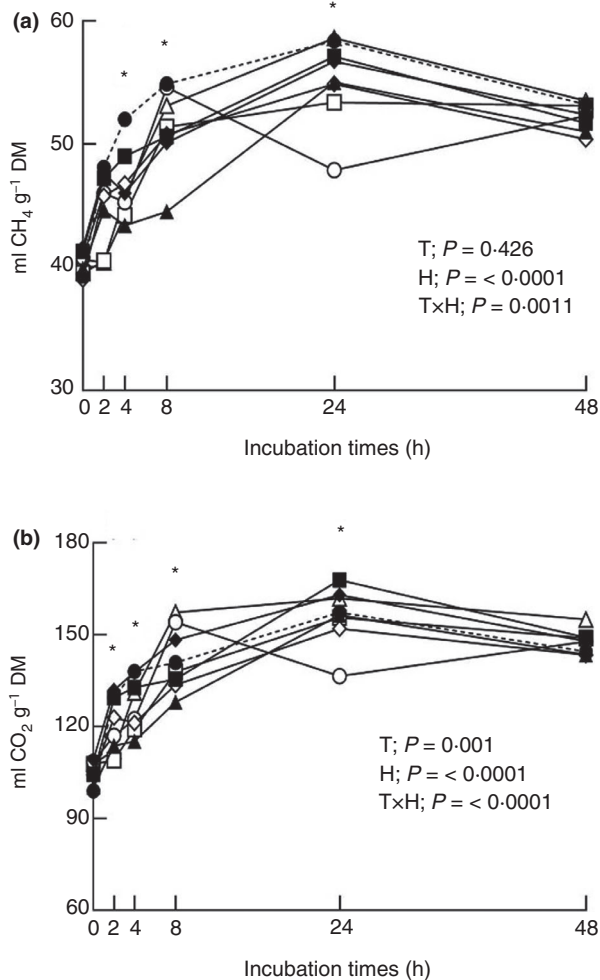 (a)
60
50
40
30
ml CH₄ g⁻¹ DM
* * * 
T; P = 0·426
H; P = < 0·0001
T×H; P = 0·0011
0 2 4 8 24 48
Incubation times (h)
(b)
180
150
120
90
60
ml CO₂ g⁻¹ DM
* * * *
T; P = 0·001
H; P = < 0·0001
T×H; P = < 0·0001
0 2 4 8 24 48
Incubation times (h)